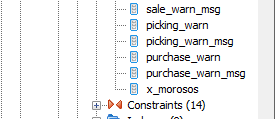 sale_warn_msg
picking_warn
picking_warn_msg
purchase_warn
purchase_warn_msg
x_morosos
Constraints (14)